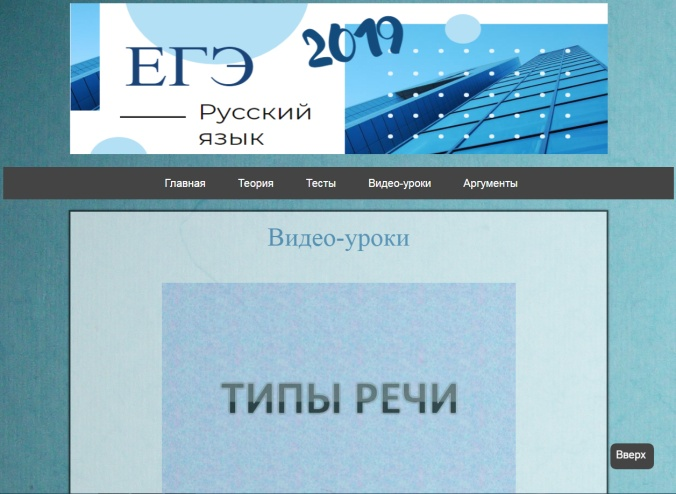 ЕГЭ 2019
Русский
язык
Главная Теория Тесты Видео-уроки Аргументы
Видео-уроки
ТИПЫ РЕЧИ
Вверх